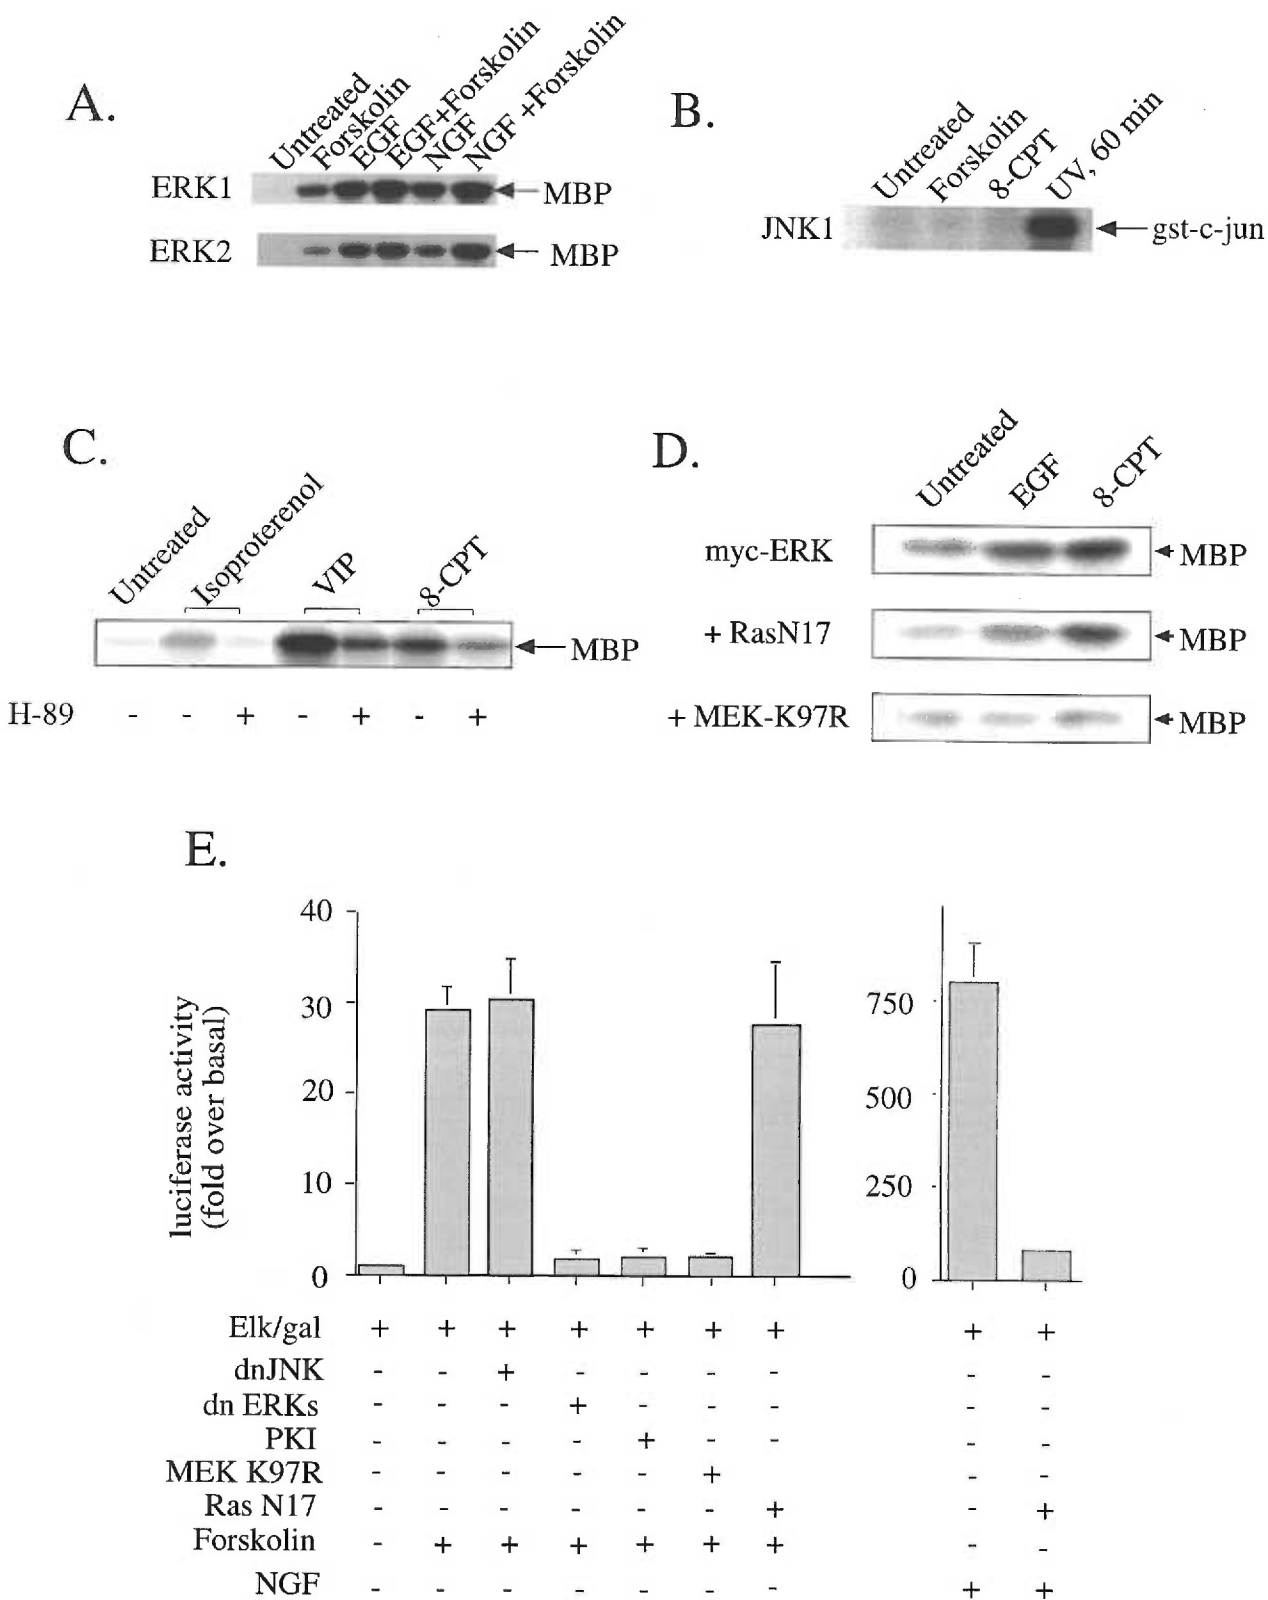 A.
Untreated
Forskolin
EGF
EGF+Forskolin
NGF
NGF +Forskolin
ERK1
MBP
ERK2
MBP
B.
Untreated
Forskolin
8-CPT
UV, 60 min
JNK1
gst-c-jun
C.
Untreated
Isoproterenol
VIP
8-CPT
MBP
H-89 - - + - + - +
D.
Untreated
EGF
8-CPT
myc-ERK
MBP
+ RasN17
MBP
+ MEK-K97R
MBP
E.
luciferase activity
(fold over basal)
40
30
20
10
0
750
500
250
0
Elk/gal + + + + + + + + +
dnJNK - - + - - - - - -
dn ERKs - - - + - - - - -
PKI - - - - + - - - -
MEK K97R - - - - - + - - -
Ras N17 - - - - - - + - +
Forskolin - + + + + + + - -
NGF - - - - - - - + +